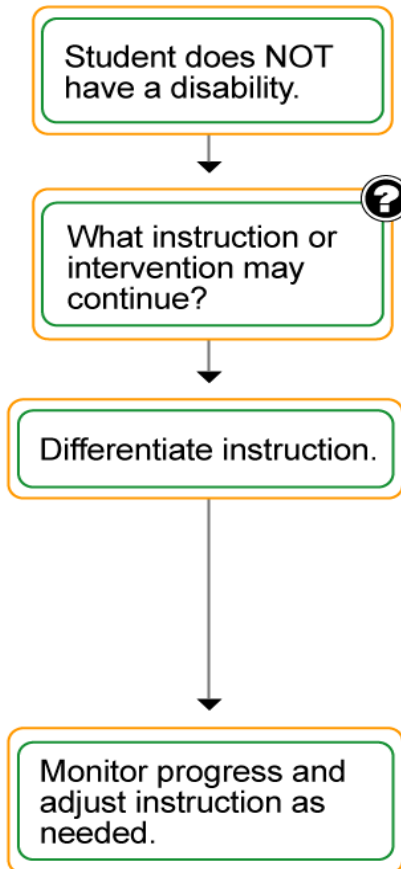 Student does NOT
have a disability.
?
What instruction or
intervention may
continue?
Differentiate instruction.
Monitor progress and
adjust instruction as
needed.